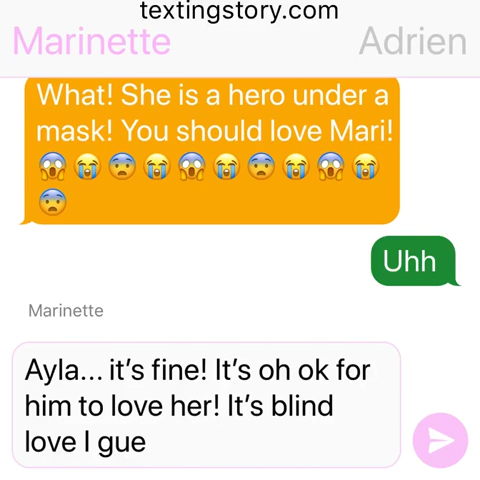 textingstory.com
Marinette Adrien
What! She is a hero under a
mask! You should love Mari!
😱😭😨😭😱😭😨😭😱😭
😨
Uhh
Marinette
Ayla... it’s fine! It’s oh ok for
him to love her! It’s blind
love I gue